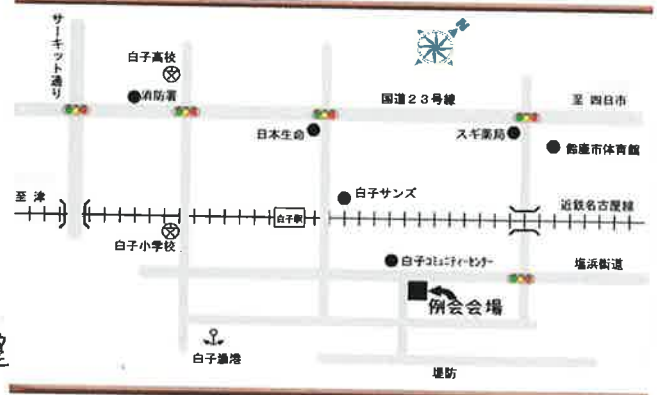 サーキット通り
N
白子高校
消防署
国道23号線
至 四日市
日本生命
スギ薬局
鈴鹿市体育館
至 津
白子サンズ
近鉄名古屋線
白子駅
白子小学校
白子コミュニティーセンター
塩浜街道
例会会場
白子漁港
堤防